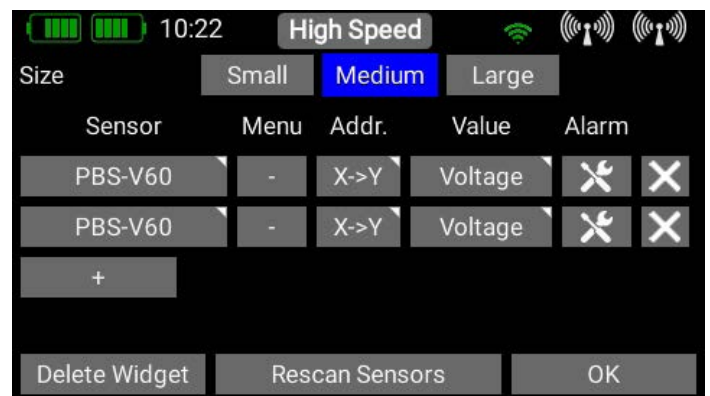 10:22 High Speed
Size Small Medium Large
Sensor Menu Addr. Value Alarm
PBS-V60 - X->Y Voltage
PBS-V60 - X->Y Voltage
+
Delete Widget Rescan Sensors OK